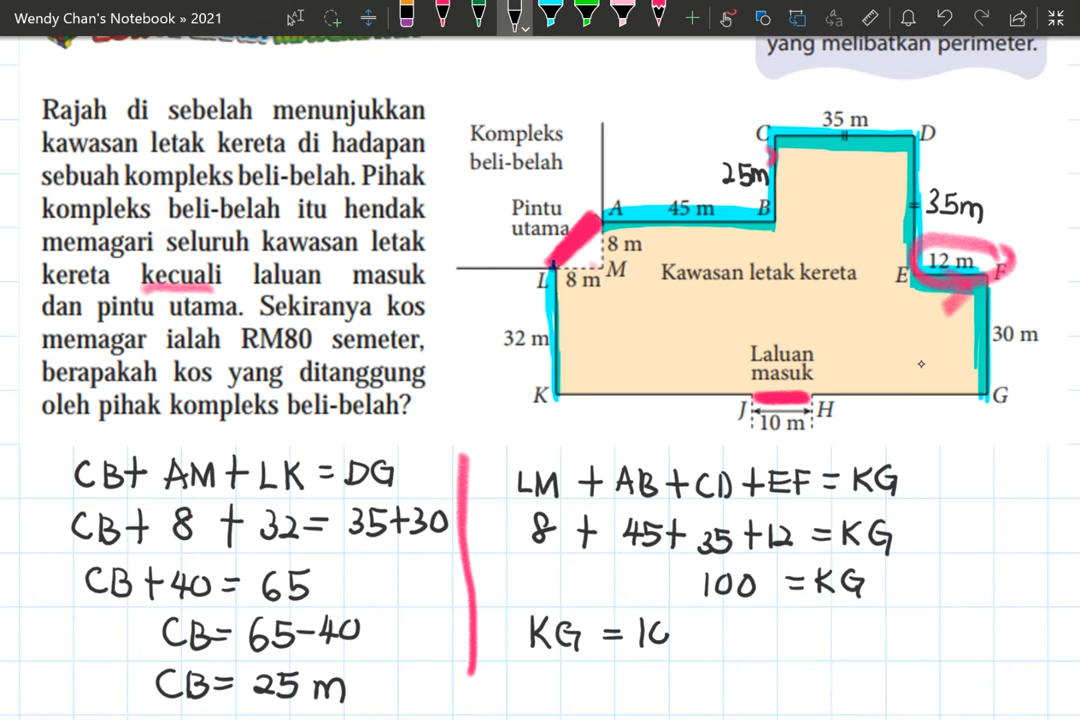 Wendy Chan's Notebook » 2021
yang melibatkan perimeter.
Rajah di sebelah menunjukkan
kawasan letak kereta di hadapan
sebuah kompleks beli-belah. Pihak
kompleks beli-belah itu hendak
memagari seluruh kawasan letak
kereta kecuali laluan masuk
dan pintu utama. Sekiranya kos
memagar ialah RM80 semeter,
berapakah kos yang ditanggung
oleh pihak kompleks beli-belah?
Kompleks
beli-belah
Pintu
utama
35 m
C
D
25m
A
45 m
B
35m
8 m
M
L
8 m
Kawasan letak kereta
E
12 m
F
32 m
30 m
Laluan
masuk
K
J
H
G
10 m
CB + AM + LK = DG
CB + 8 + 32 = 35+30
CB + 40 = 65
CB = 65-40
CB = 25 m
LM + AB + CD + EF = KG
8 + 45 + 35 + 12 = KG
100 = KG
KG = 10